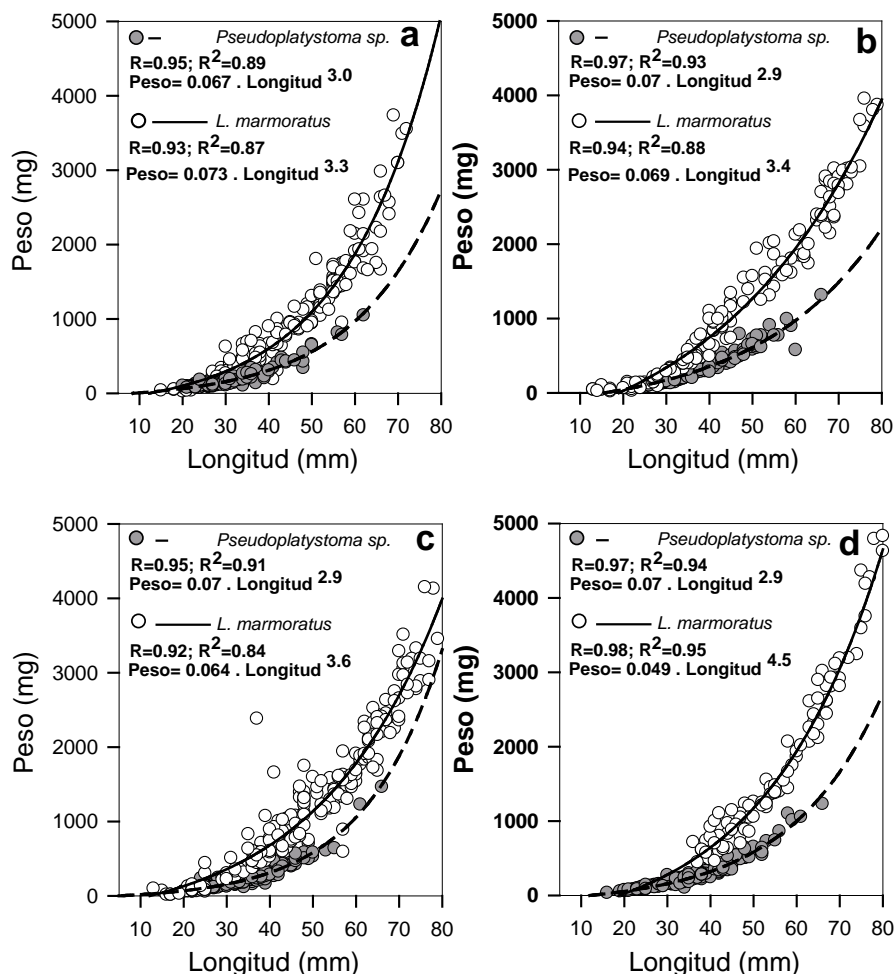 a
Pseudoplatystoma sp.
R=0.95; R²=0.89
Peso= 0.067 . Longitud 3.0
L. marmoratus
R=0.93; R²=0.87
Peso= 0.073 . Longitud 3.3
Peso (mg)
5000
4000
3000
2000
1000
0
10 20 30 40 50 60 70 80
Longitud (mm)
b
Pseudoplatystoma sp.
R=0.97; R²=0.93
Peso= 0.07 . Longitud 2.9
L. marmoratus
R=0.94; R²=0.88
Peso= 0.069 . Longitud 3.4
Peso (mg)
5000
4000
3000
2000
1000
0
10 20 30 40 50 60 70 80
Longitud (mm)
c
Pseudoplatystoma sp.
R=0.95; R²=0.91
Peso= 0.07 . Longitud 2.9
L. marmoratus
R=0.92; R²=0.84
Peso= 0.064 . Longitud 3.6
Peso (mg)
5000
4000
3000
2000
1000
0
10 20 30 40 50 60 70 80
Longitud (mm)
d
Pseudoplatystoma sp.
R=0.97; R²=0.94
Peso= 0.07 . Longitud 2.9
L. marmoratus
R=0.98; R²=0.95
Peso= 0.049 . Longitud 4.5
Peso (mg)
5000
4000
3000
2000
1000
0
10 20 30 40 50 60 70 80
Longitud (mm)